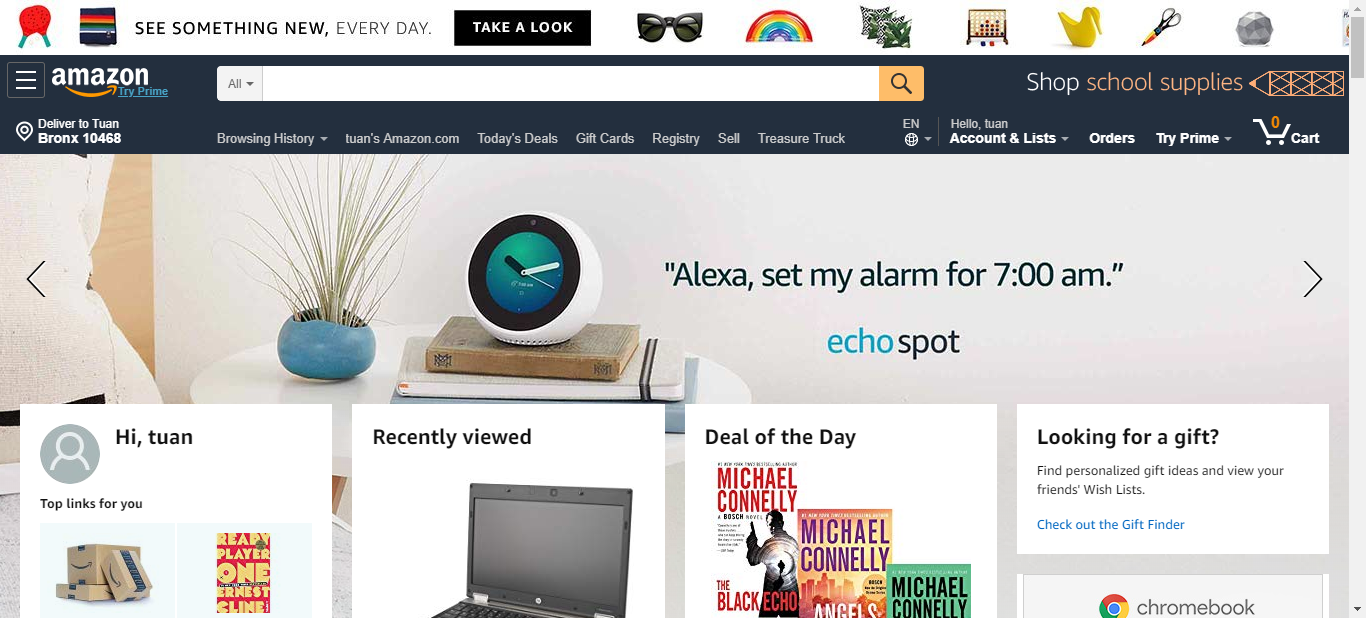 SEE SOMETHING NEW, EVERY DAY.
TAKE A LOOK
amazon
Try Prime
All
Shop school supplies
Deliver to Tuan
Bronx 10468
Browsing History
tuan's Amazon.com
Today's Deals
Gift Cards
Registry
Sell
Treasure Truck
EN
Hello, tuan
Account & Lists
Orders
Try Prime
0
Cart
"Alexa, set my alarm for 7:00 am."
echo spot
Hi, tuan
Top links for you
READY
PLAYER
ONE
ERNEST
CLINE
Recently viewed
hp
Deal of the Day
MICHAEL
CONNELLY
A BOSCH NOVEL
THE
BLACK ECHO
MICHAEL
CONNELLY
BOSCH
ANGELS
MICHAEL
CONNELLY
Looking for a gift?
Find personalized gift ideas and view your
friends' Wish Lists.
Check out the Gift Finder
chromebook